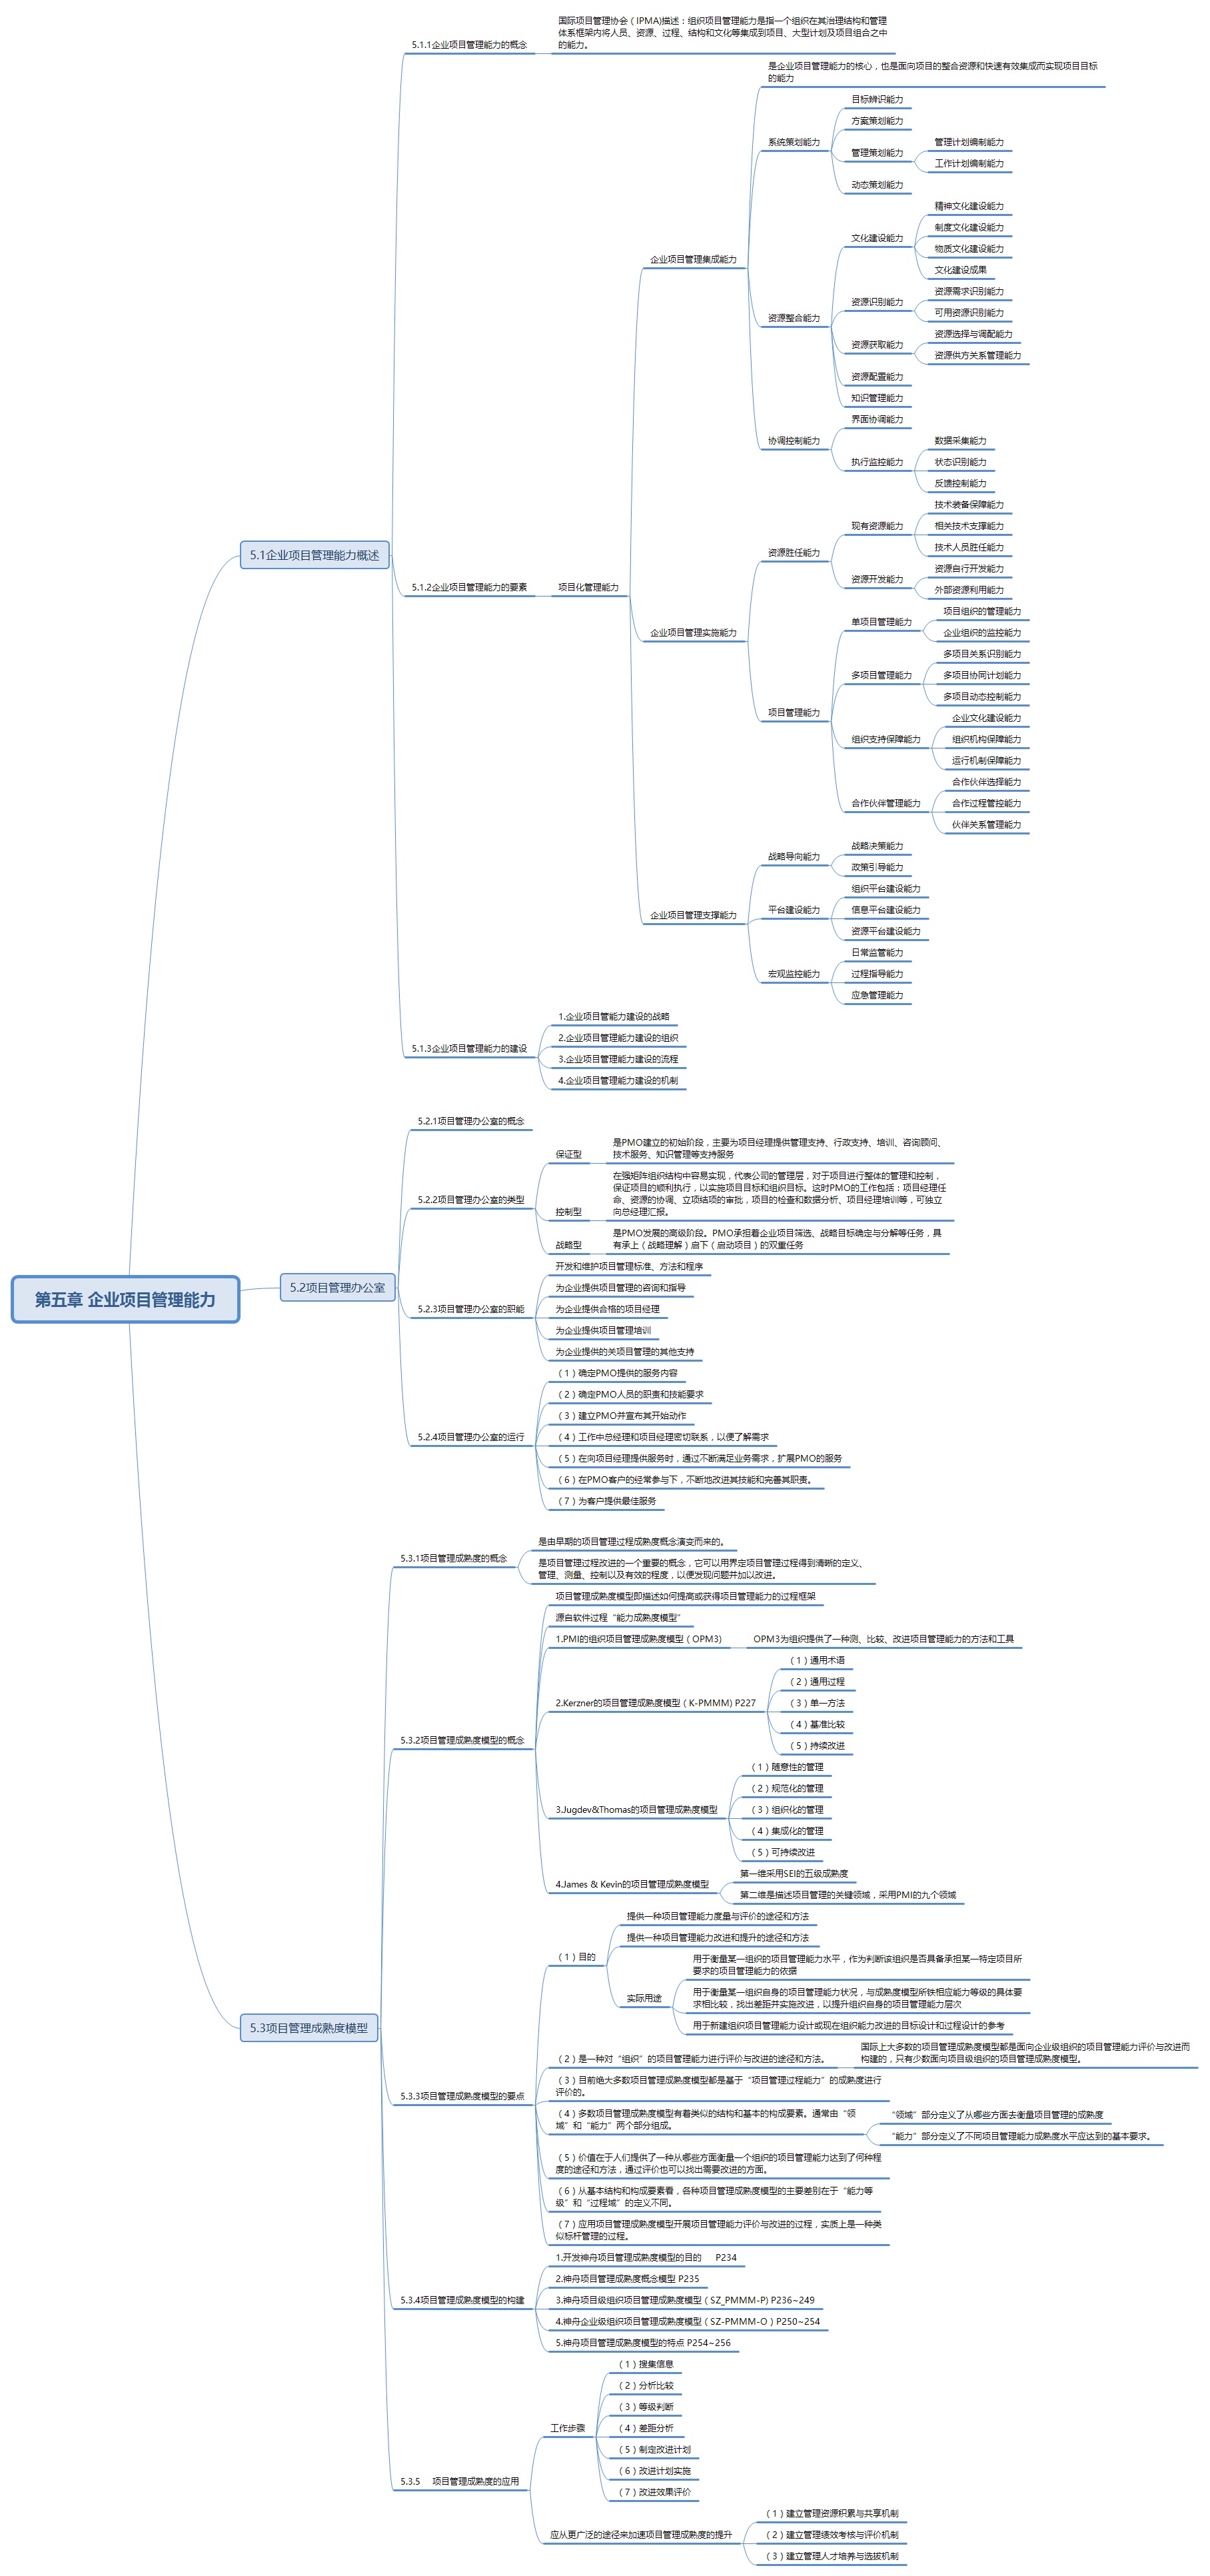 第五章 企业项目管理能力
5.1企业项目管理能力概述
5.1.1企业项目管理能力的概念
国际项目管理协会（IPMA)描述：组织项目管理能力是指一个组织在其治理结构和管理
体系框架内将人员、资源、过程、结构和文化等集成到项目、大型计划及项目组合之中
的能力。
5.1.2企业项目管理能力的要素
项目化管理能力
企业项目管理集成能力
是企业项目管理能力的核心，也是面向项目的整合资源和快速有效集成而实现项目目标
的能力
系统策划能力
目标辨识能力
方案策划能力
管理策划能力
管理计划编制能力
工作计划编制能力
动态策划能力
资源整合能力
文化建设能力
精神文化建设能力
制度文化建设能力
物质文化建设能力
文化建设成果
资源识别能力
资源需求识别能力
可用资源识别能力
资源获取能力
资源选择与调配能力
资源供方关系管理能力
资源配置能力
知识管理能力
协调控制能力
界面协调能力
执行监控能力
数据采集能力
状态识别能力
反馈控制能力
企业项目管理实施能力
资源胜任能力
现有资源能力
技术装备保障能力
相关技术支撑能力
技术人员胜任能力
资源开发能力
资源自行开发能力
外部资源利用能力
项目管理能力
单项目管理能力
项目组织的管理能力
企业组织的监控能力
多项目管理能力
多项目关系识别能力
多项目协同计划能力
多项目动态控制能力
组织支持保障能力
企业文化建设能力
组织机构保障能力
运行机制保障能力
合作伙伴管理能力
合作伙伴选择能力
合作过程管控能力
伙伴关系管理能力
企业项目管理支撑能力
战略导向能力
战略决策能力
政策引导能力
平台建设能力
组织平台建设能力
信息平台建设能力
资源平台建设能力
宏观监控能力
日常监管能力
过程指导能力
应急管理能力
5.1.3企业项目管理能力的建设
1.企业项目管能力建设的战略
2.企业项目管理能力建设的组织
3.企业项目管理能力建设的流程
4.企业项目管理能力建设的机制
5.2项目管理办公室
5.2.1项目管理办公室的概念
5.2.2项目管理办公室的类型
保证型
是PMO建立的初始阶段，主要为项目经理提供管理支持、行政支持、培训、咨询顾问、
技术服务、知识管理等支持服务
控制型
在强矩阵组织结构中容易实现，代表公司的管理层，对于项目进行整体的管理和控制，
保证项目的顺利执行，以实施项目目标和组织目标。这时PMO的工作包括：项目经理任
命、资源的协调、立项结项的审批，项目的检查和数据分析、项目经理培训等，可独立
向总经理汇报。
战略型
是PMO发展的高级阶段。PMO承担着企业项目筛选、战略目标确定与分解等任务，具
有承上（战略理解）启下（启动项目）的双重任务
5.2.3项目管理办公室的职能
开发和维护项目管理标准、方法和程序
为企业提供项目管理的咨询和指导
为企业提供合格的项目经理
为企业提供项目管理培训
为企业提供的关项目管理的其他支持
5.2.4项目管理办公室的运行
（1）确定PMO提供的服务内容
（2）确定PMO人员的职责和技能要求
（3）建立PMO并宣布其开始动作
（4）工作中总经理和项目经理密切联系，以便了解需求
（5）在向项目经理提供服务时，通过不断满足业务需求，扩展PMO的服务
（6）在PMO客户的经常参与下，不断地改进其技能和完善其职责。
（7）为客户提供最佳服务
5.3项目管理成熟度模型
5.3.1项目管理成熟度的概念
是由早期的项目管理过程成熟度概念演变而来的。
是项目管理过程改进的一个重要的概念，它可以用界定项目管理过程得到清晰的定义、
管理、测量、控制以及有效的程度，以便发现问题并加以改进。
5.3.2项目管理成熟度模型的概念
项目管理成熟度模型即描述如何提高或获得项目管理能力的过程框架
源自软件过程“能力成熟度模型”
1.PMI的组织项目管理成熟度模型（OPM3)
OPM3为组织提供了一种测、比较、改进项目管理能力的方法和工具
2.Kerzner的项目管理成熟度模型（K-PMMM) P227
（1）通用术语
（2）通用过程
（3）单一方法
（4）基准比较
（5）持续改进
3.Jugdev&Thomas的项目管理成熟度模型
（1）随意性的管理
（2）规范化的管理
（3）组织化的管理
（4）集成化的管理
（5）可持续改进
4.James & Kevin的项目管理成熟度模型
第一维采用SEI的五级成熟度
第二维是描述项目管理的关键领域，采用PMI的九个领域
5.3.3项目管理成熟度模型的要点
（1）目的
提供一种项目管理能力度量与评价的途径和方法
提供一种项目管理能力改进和提升的途径和方法
实际用途
用于衡量某一组织的项目管理能力水平，作为判断该组织是否具备承担某一特定项目所
要求的项目管理能力的依据
用于衡量某一组织自身的项目管理能力状况，与成熟度模型所铁相应能力等级的具体要
求相比较，找出差距并实施改进，以提升组织自身的项目管理能力层次
用于新建组织项目管理能力设计或现在组织能力改进的目标设计和过程设计的参考
（2）是一种对“组织”的项目管理能力进行评价与改进的途径和方法。
国际上大多数的项目管理成熟度模型都是面向企业级组织的项目管理能力评价与改进而
构建的，只有少数面向项目级组织的项目管理成熟度模型。
（3）目前绝大多数项目管理成熟度模型都是基于“项目管理过程能力”的成熟度进行
评价的。
（4）多数项目管理成熟度模型有着类似的结构和基本的构成要素。通常由“领
域”和“能力”两个部分组成。
“领域”部分定义了从哪些方面去衡量项目管理的成熟度
“能力”部分定义了不同项目管理能力成熟度水平应达到的基本要求。
（5）价值在于人们提供了一种从哪些方面衡量一个组织的项目管理能力达到了何种程
度的途径和方法，通过评价也可以找出需要改进的方面。
（6）从基本结构和构成要素看，各种项目管理成熟度模型的主要差别在于“能力等
级”和“过程域”的定义不同。
（7）应用项目管理成熟度模型开展项目管理能力评价与改进的过程，实质上是一种类
似标杆管理的过程。
5.3.4项目管理成熟度模型的构建
1.开发神舟项目管理成熟度模型的目的 P234
2.神舟项目管理成熟度概念模型 P235
3.神舟项目级组织项目管理成熟度模型（SZ_PMMM-P) P236~249
4.神舟企业级组织项目管理成熟度模型（SZ-PMMM-O）P250~254
5.神舟项目管理成熟度模型的特点 P254~256
5.3.5 项目管理成熟度的应用
工作步骤
（1）搜集信息
（2）分析比较
（3）等级判断
（4）差距分析
（5）制定改进计划
（6）改进计划实施
（7）改进效果评价
应从更广泛的途径来加速项目管理成熟度的提升
（1）建立管理资源积累与共享机制
（2）建立管理绩效考核与评价机制
（3）建立管理人才培养与选拔机制